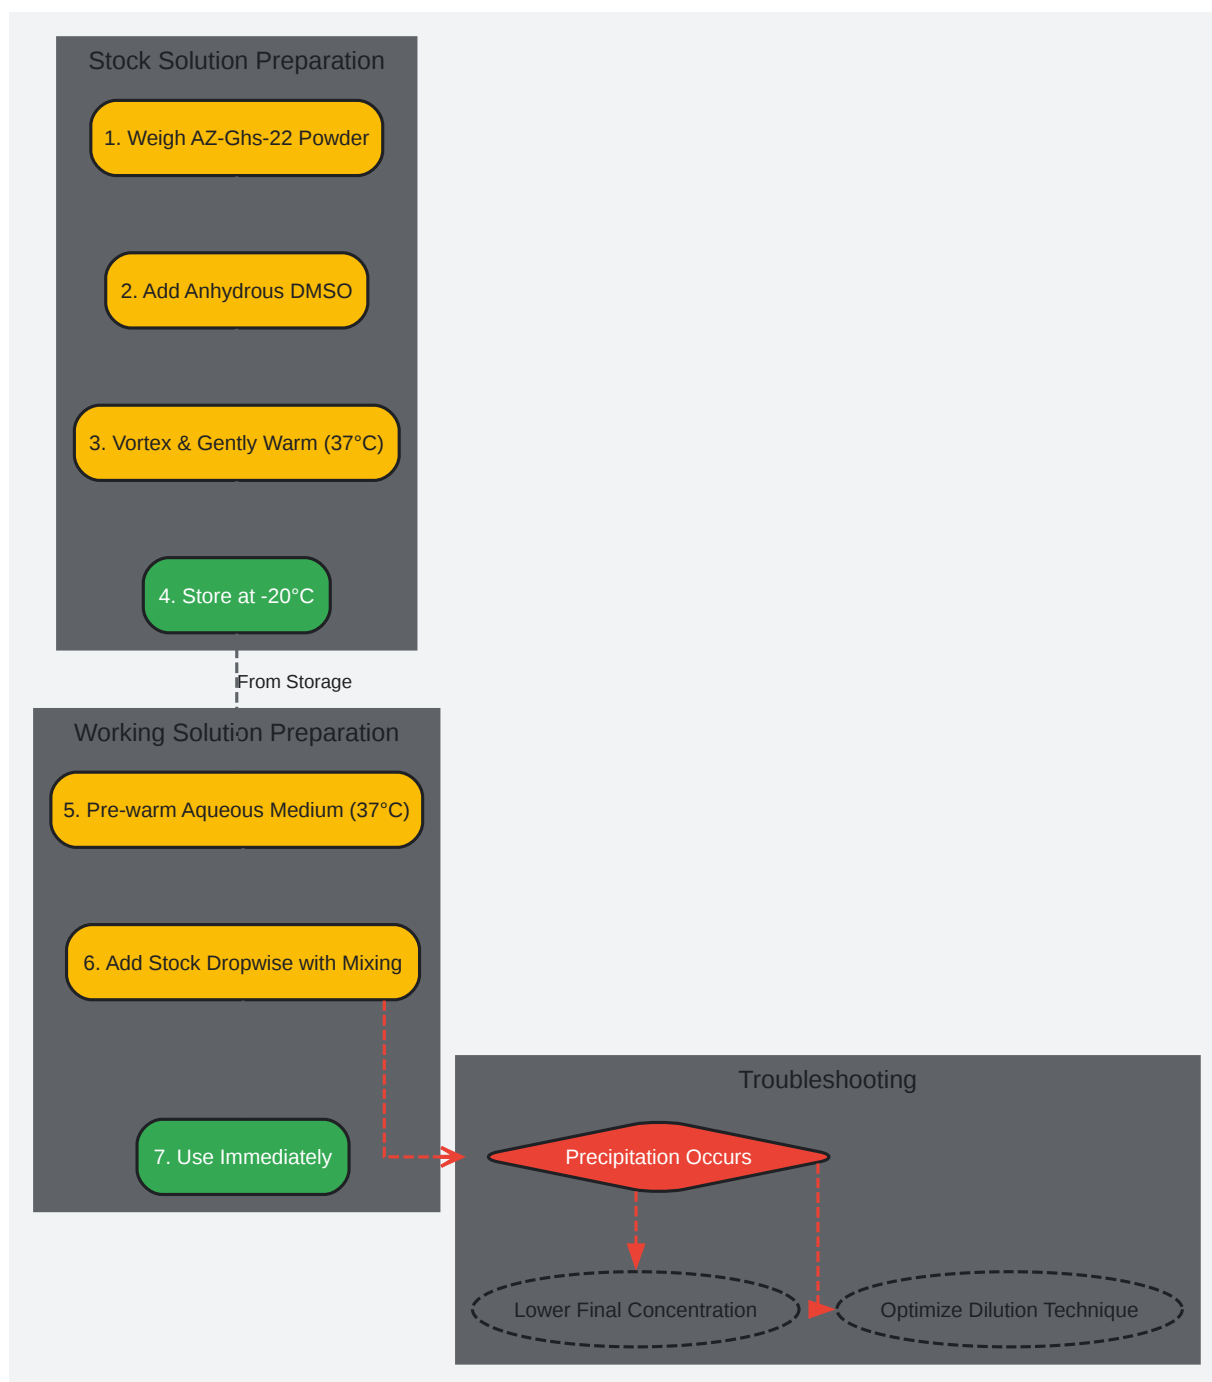 Stock Solution Preparation
1. Weigh AZ-Ghs-22 Powder
2. Add Anhydrous DMSO
3. Vortex & Gently Warm (37°C)
4. Store at -20°C
From Storage
Working Solution Preparation
5. Pre-warm Aqueous Medium (37°C)
6. Add Stock Dropwise with Mixing
7. Use Immediately
Troubleshooting
Precipitation Occurs
Lower Final Concentration
Optimize Dilution Technique